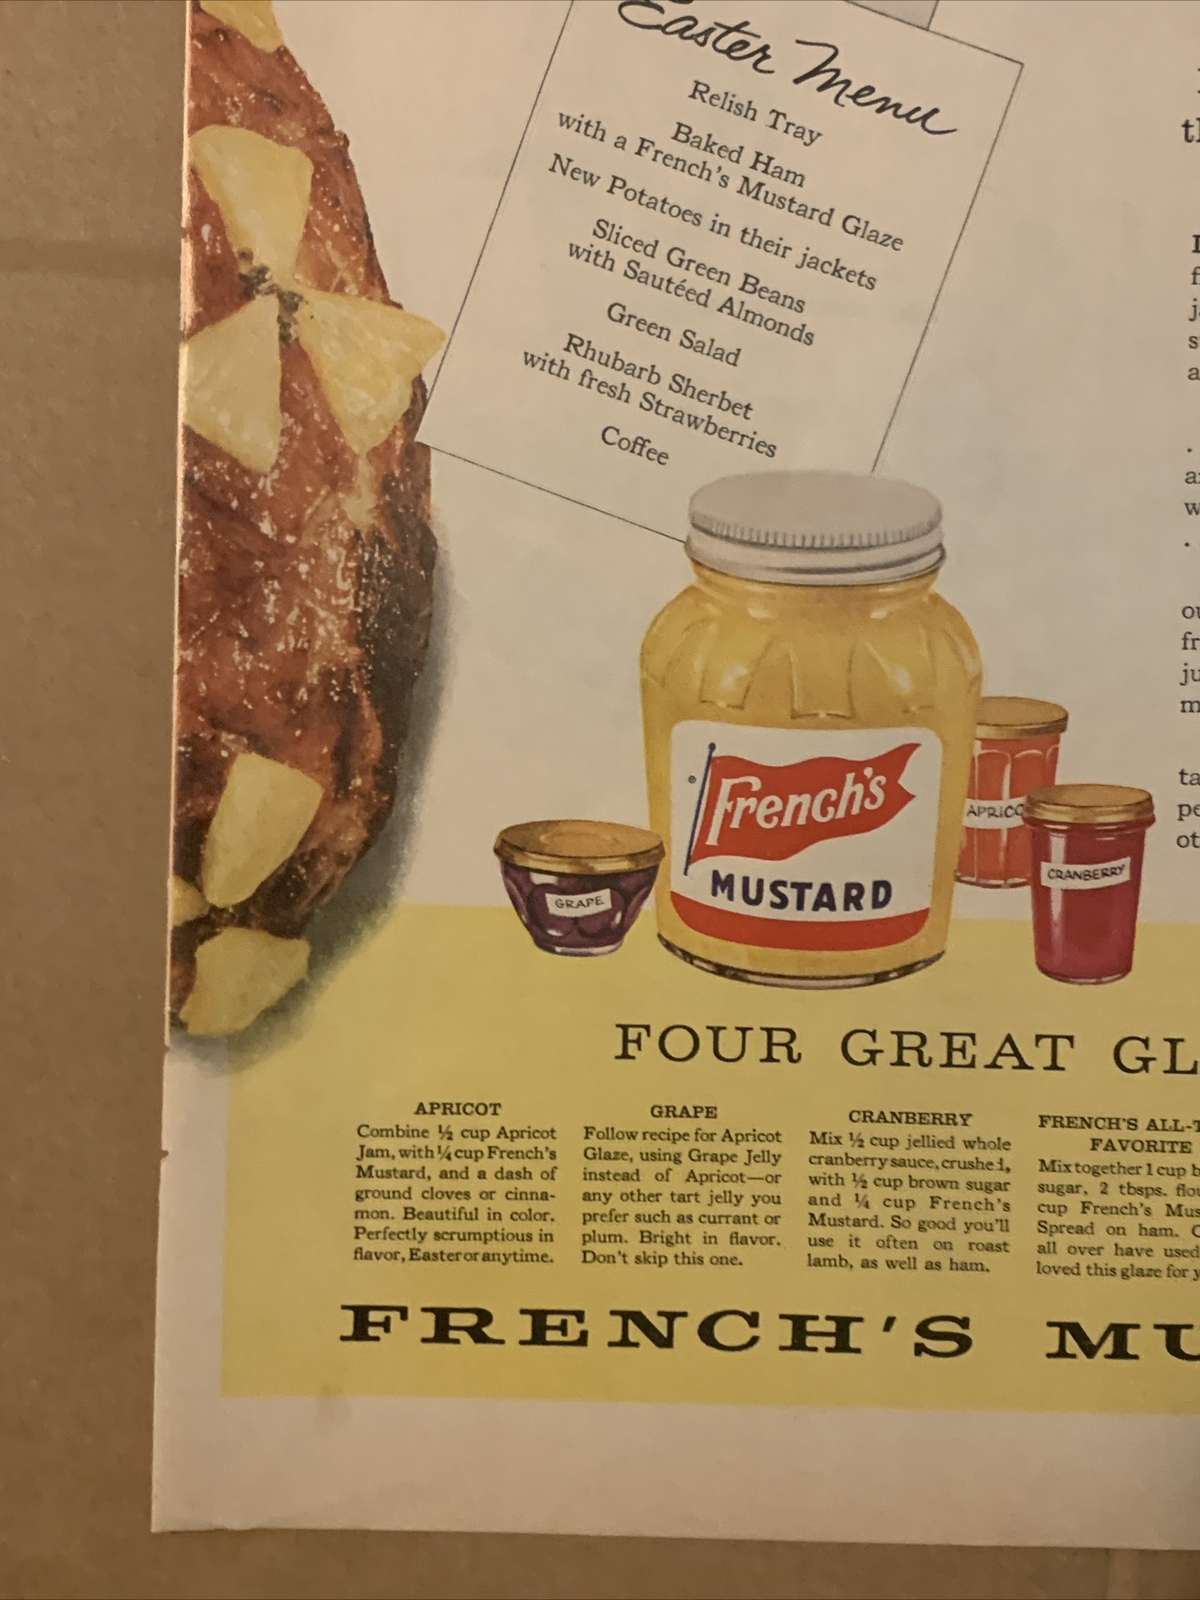 Easter Menu
Relish Tray
Baked Ham
with a French's Mustard Glaze
New Potatoes in their jackets
Sliced Green Beans
with Sautéed Almonds
Green Salad
Rhubarb Sherbet
with fresh Strawberries
Coffee
French's
MUSTARD
GRAPE
APRICO
CRANBERRY
FOUR GREAT GL
APRICOT
Combine ½ cup Apricot
Jam, with ¼ cup French's
Mustard, and a dash of
ground cloves or cinna-
mon. Beautiful in color.
Perfectly scrumptious in
flavor, Easter or anytime.
GRAPE
Follow recipe for Apricot
Glaze, using Grape Jelly
instead of Apricot—or
any other tart jelly you
prefer such as currant or
plum. Bright in flavor.
Don't skip this one.
CRANBERRY
Mix ½ cup jellied whole
cranberry sauce, crushed,
with ½ cup brown sugar
and ¼ cup French's
Mustard. So good you'll
use it often on roast
lamb, as well as ham.
FRENCH'S ALL-T
FAVORITE
Mix together 1 cup b
sugar, 2 tbsps. flou
cup French's Mus
Spread on ham. C
all over have used
loved this glaze for y
FRENCH'S MU